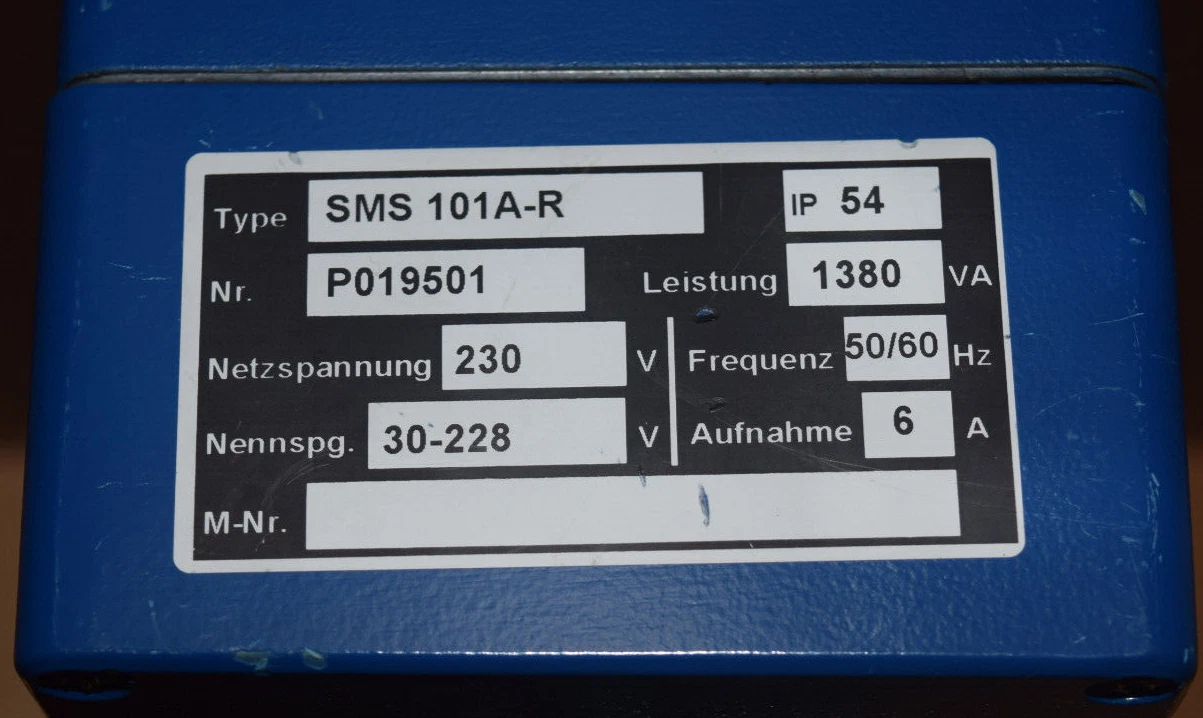 Type SMS 101A-R IP 54
Nr. P019501 Leistung 1380 VA
Netzspannung 230 V Frequenz 50/60 Hz
Nennspg. 30-228 V Aufnahme 6 A
M-Nr.